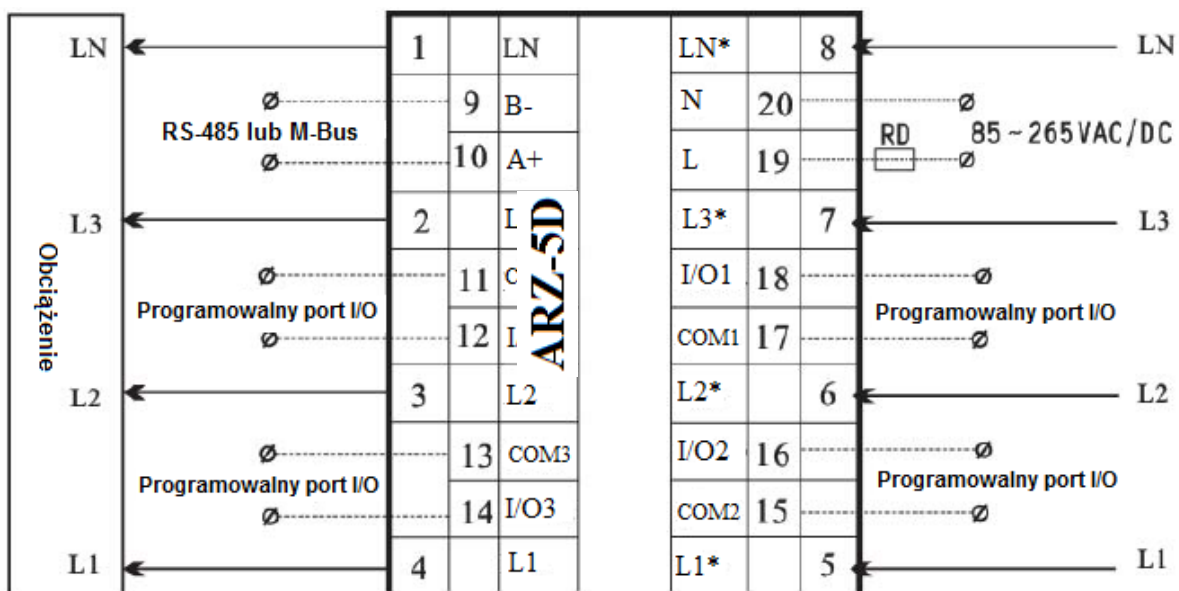 LN 1 LN LN* 8 LN
9 B- N 20
RS-485 lub M-Bus RD 85 ~ 265 VAC/DC
10 A+ L 19
L3 2 L3* 7 L3
11 I/O1 18
Programowalny port I/O Programowalny port I/O
12 COM1 17
Obciążenie
ARZ-5D
L2 3 L2 L2* 6 L2
13 COM3 I/O2 16
Programowalny port I/O Programowalny port I/O
14 I/O3 COM2 15
L1 4 L1 L1* 5 L1